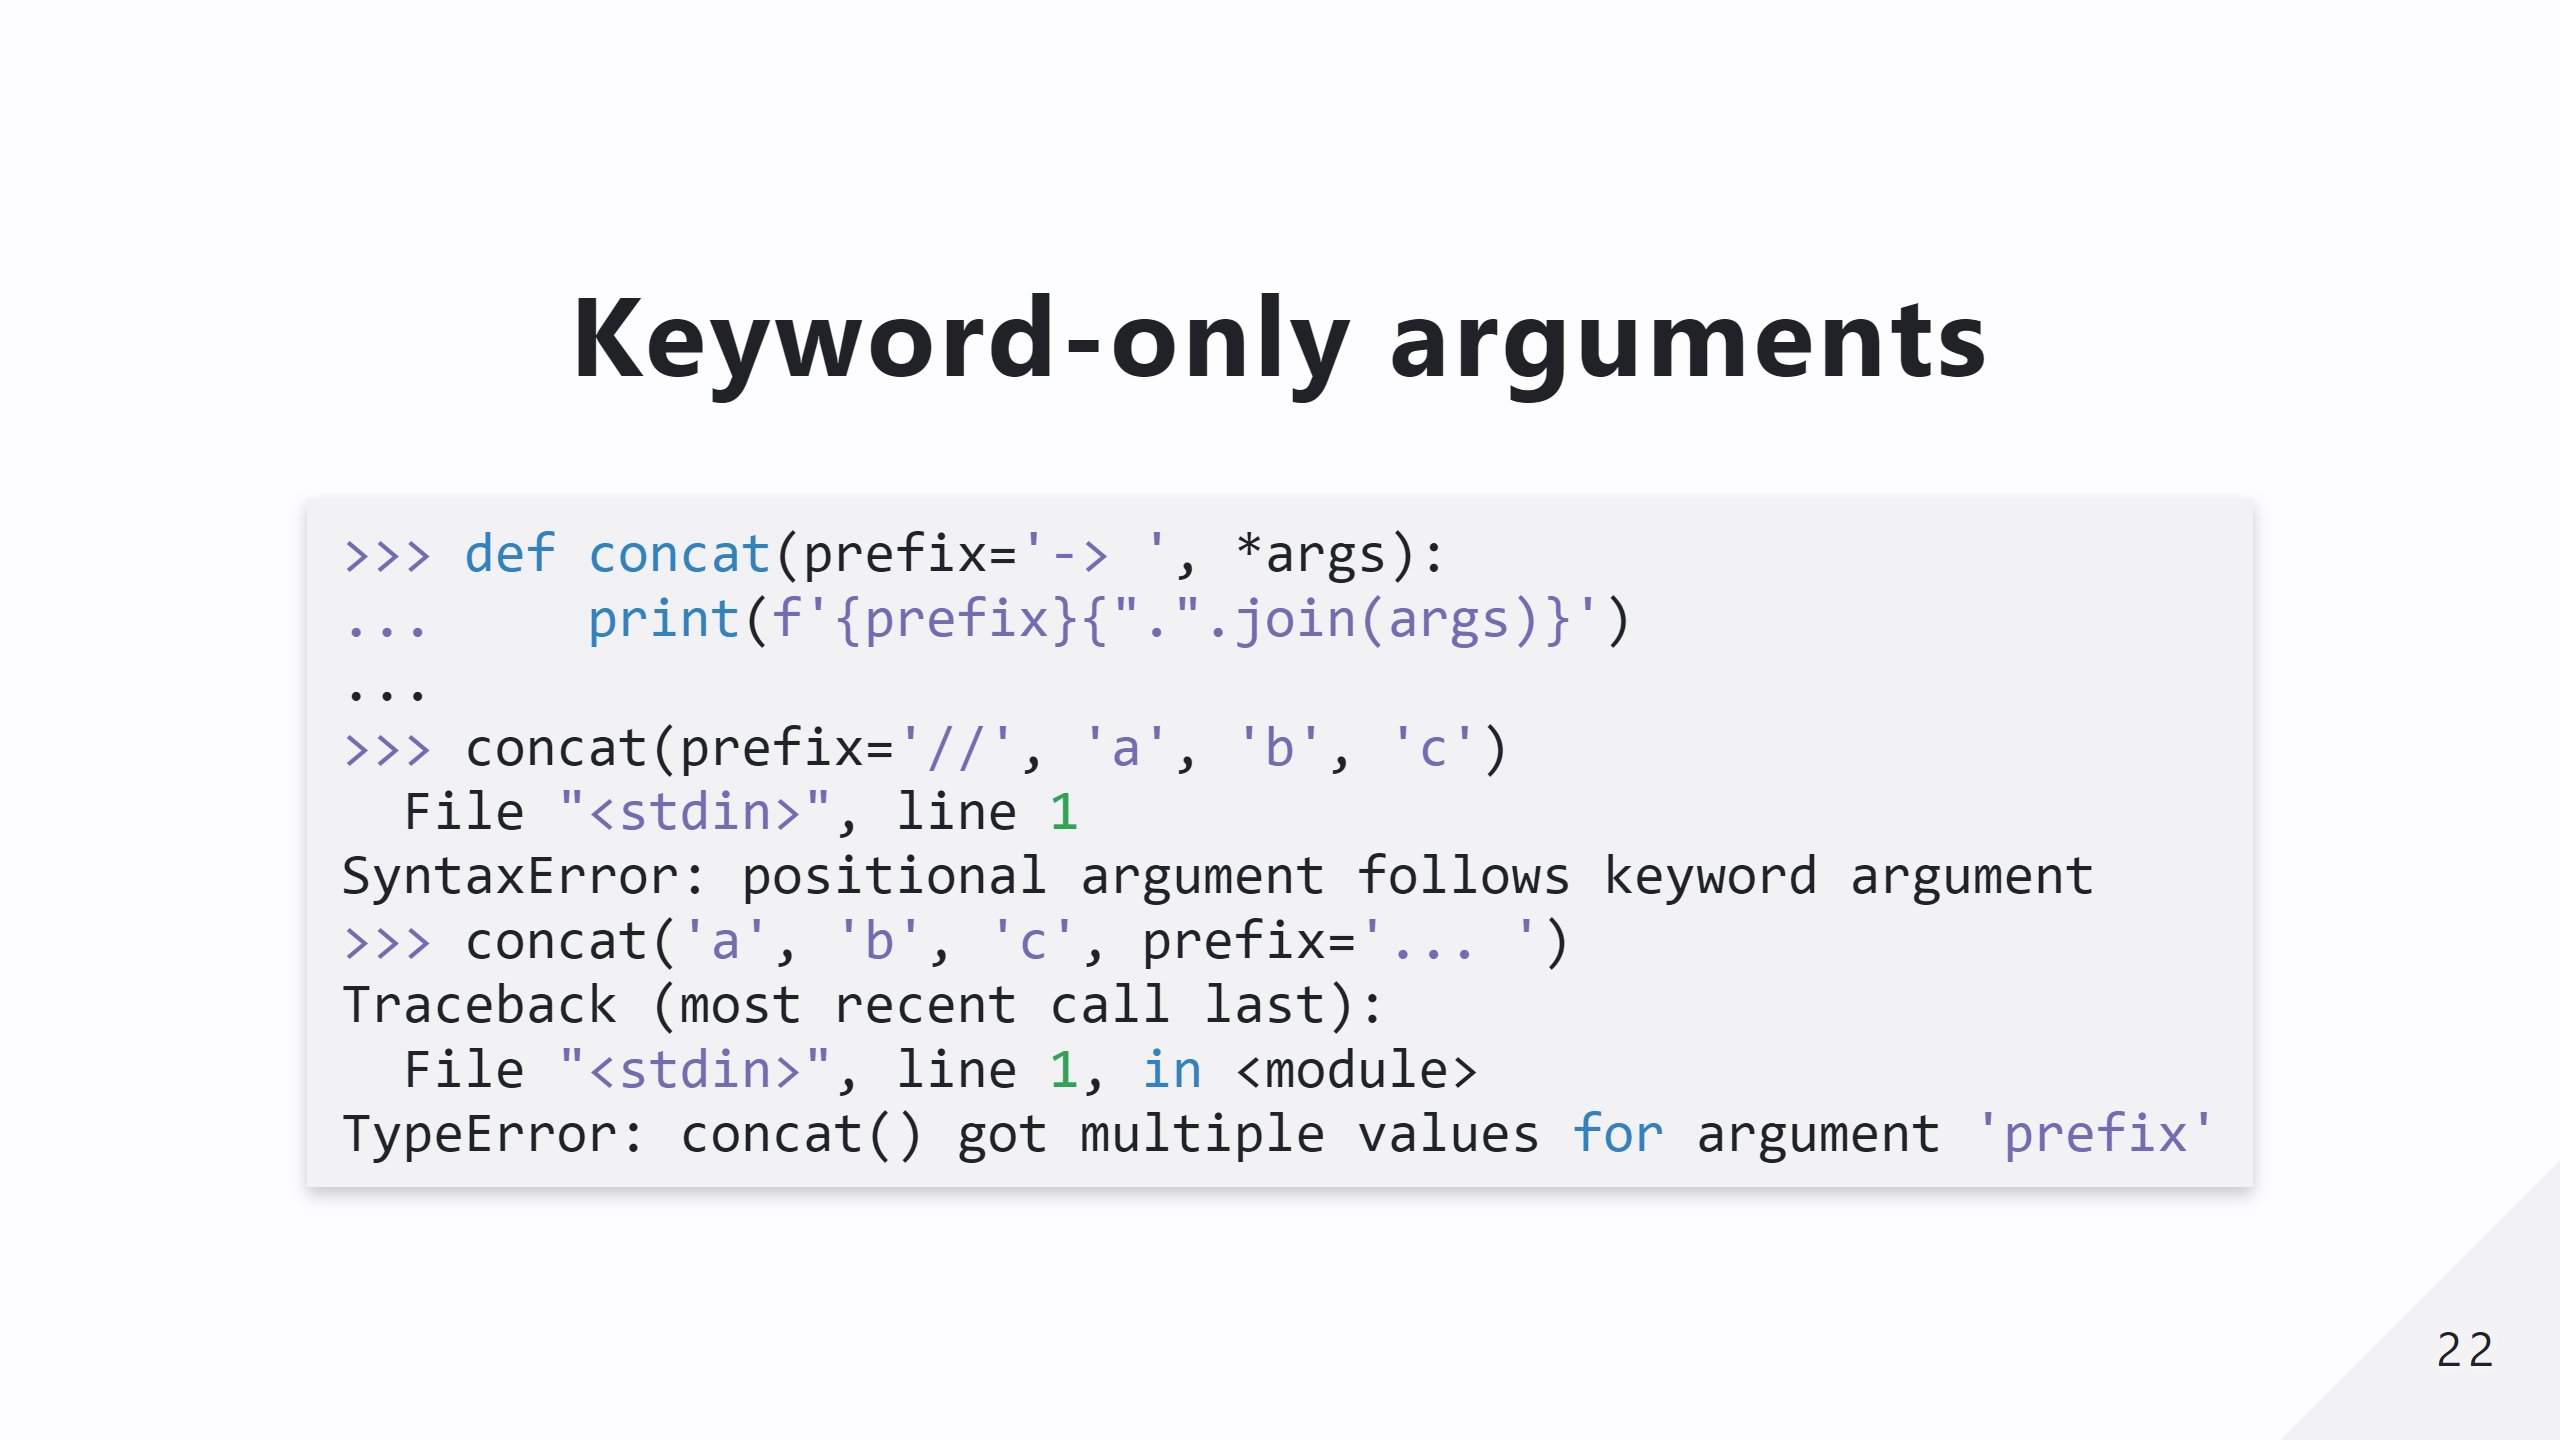 Keyword-only arguments
>>> def concat(prefix='-> ', *args):
...     print(f'{prefix}{".".join(args)}')
...
>>> concat(prefix='//', 'a', 'b', 'c')
  File "<stdin>", line 1
SyntaxError: positional argument follows keyword argument
>>> concat('a', 'b', 'c', prefix='... ')
Traceback (most recent call last):
  File "<stdin>", line 1, in <module>
TypeError: concat() got multiple values for argument 'prefix'
22